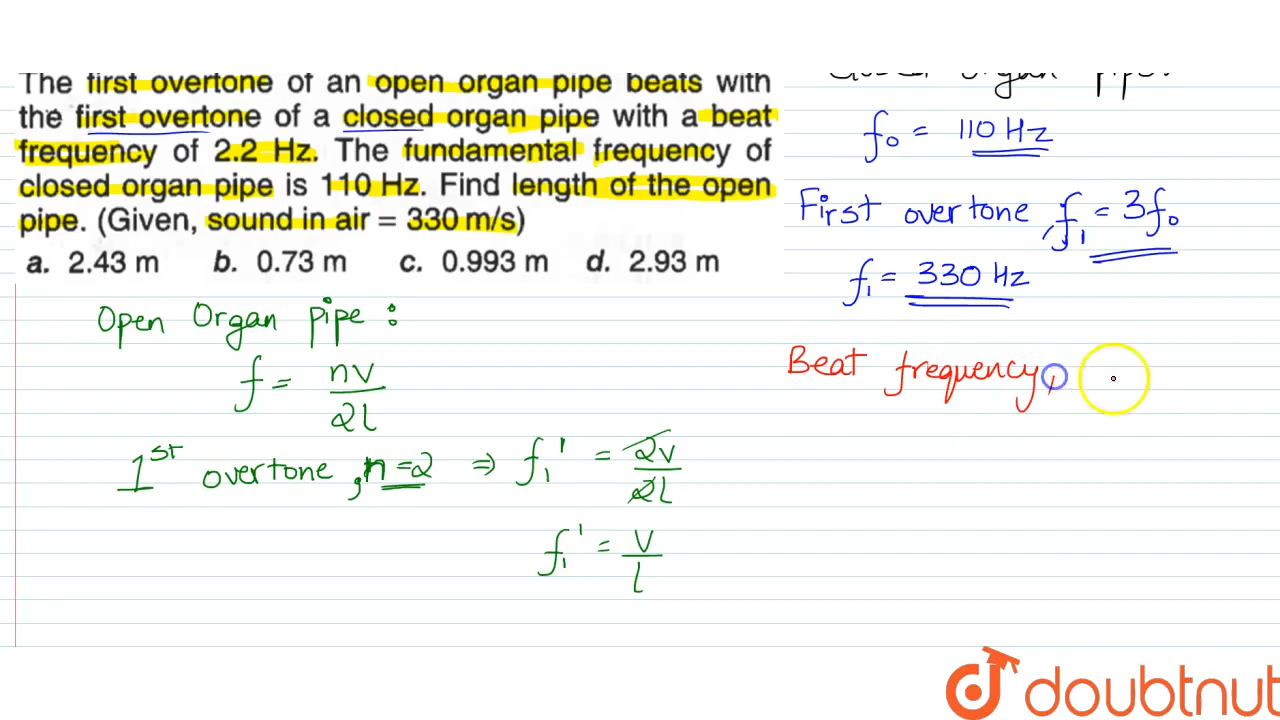 The first overtone of an open organ pipe beats with
the first overtone of a closed organ pipe with a beat
frequency of 2.2 Hz. The fundamental frequency of
closed organ pipe is 110 Hz. Find length of the open
pipe. (Given, sound in air = 330 m/s)
a. 2.43 m b. 0.73 m c. 0.993 m d. 2.93 m
Open Organ pipe :
f = nv / 2l
1st overtone, n = 2 ⇒ f₁' = 2v / 2l
f₁' = v / l
organ pipe
f₀ = 110 Hz
First overtone, f₁ = 3f₀
f₁ = 330 Hz
Beat frequency,
doubtnut